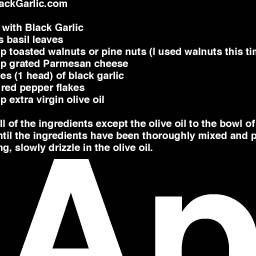 ackGarlic.com
with Black Garlic
s basil leaves
p toasted walnuts or pine nuts (I used walnuts this tim
p grated Parmesan cheese
es (1 head) of black garlic
red pepper flakes
p extra virgin olive oil
ll of the ingredients except the olive oil to the bowl of
ntil the ingredients have been thoroughly mixed and p
ng, slowly drizzle in the olive oil.
An